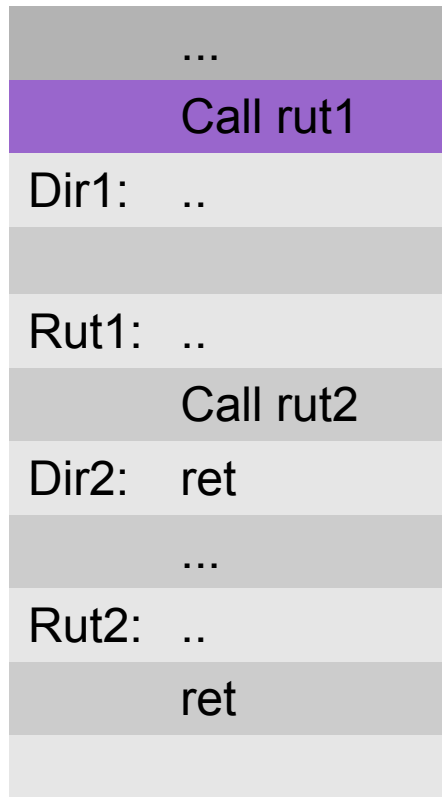 ...
Call rut1
Dir1: ..
Rut1: ..
Call rut2
Dir2: ret
...
Rut2: ..
ret